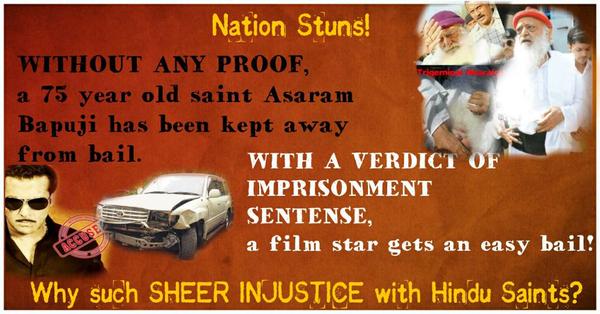 Nation Stuns!
WITHOUT ANY PROOF,
a 75 year old saint Asaram
Bapuji has been kept away
from bail.
WITH A VERDICT OF
IMPRISONMENT
SENTENSE,
a film star gets an easy bail!
ACCUSE
Why such SHEER INJUSTICE with Hindu Saints?